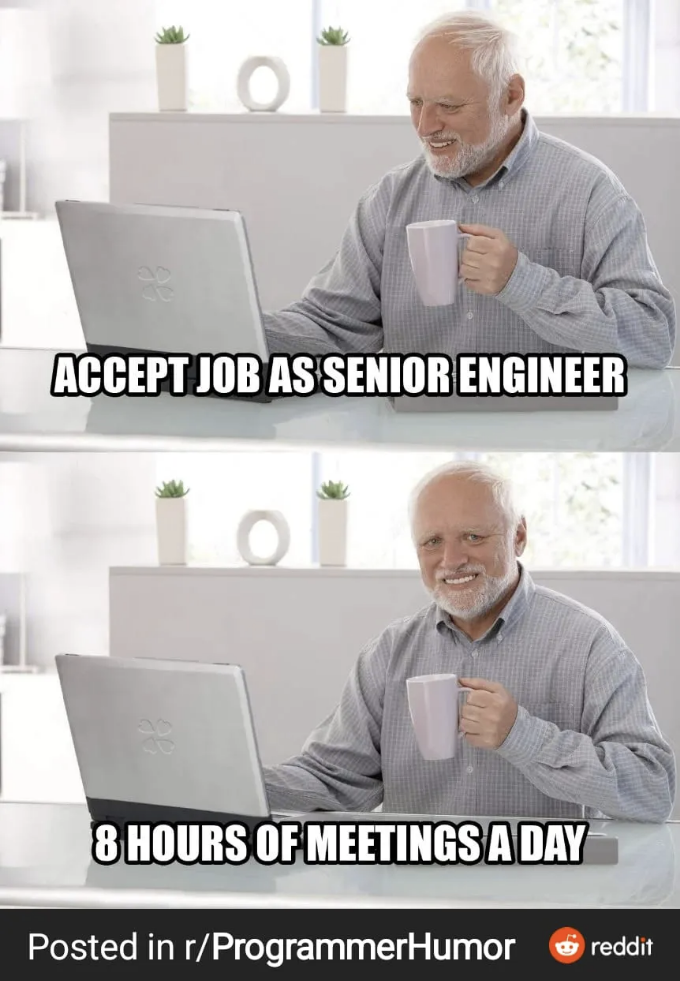 ACCEPT JOB AS SENIOR ENGINEER
8 HOURS OF MEETINGS A DAY
Posted in r/ProgrammerHumor reddit